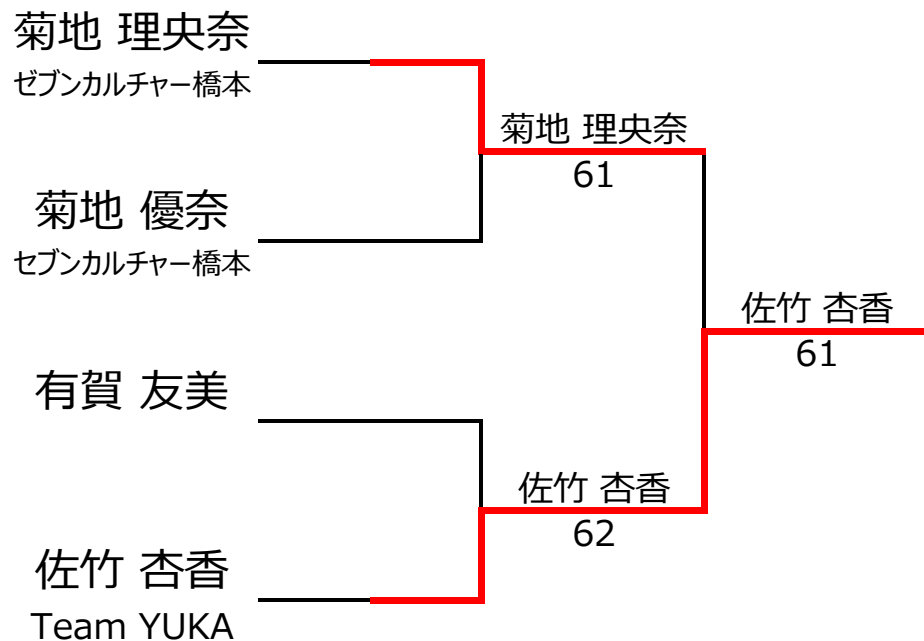 菊地 理央奈
ゼブンカルチャー橋本
菊地 理央奈
61
菊地 優奈
セブンカルチャー橋本
佐竹 杏香
61
有賀 友美
佐竹 杏香
62
佐竹 杏香
Team YUKA